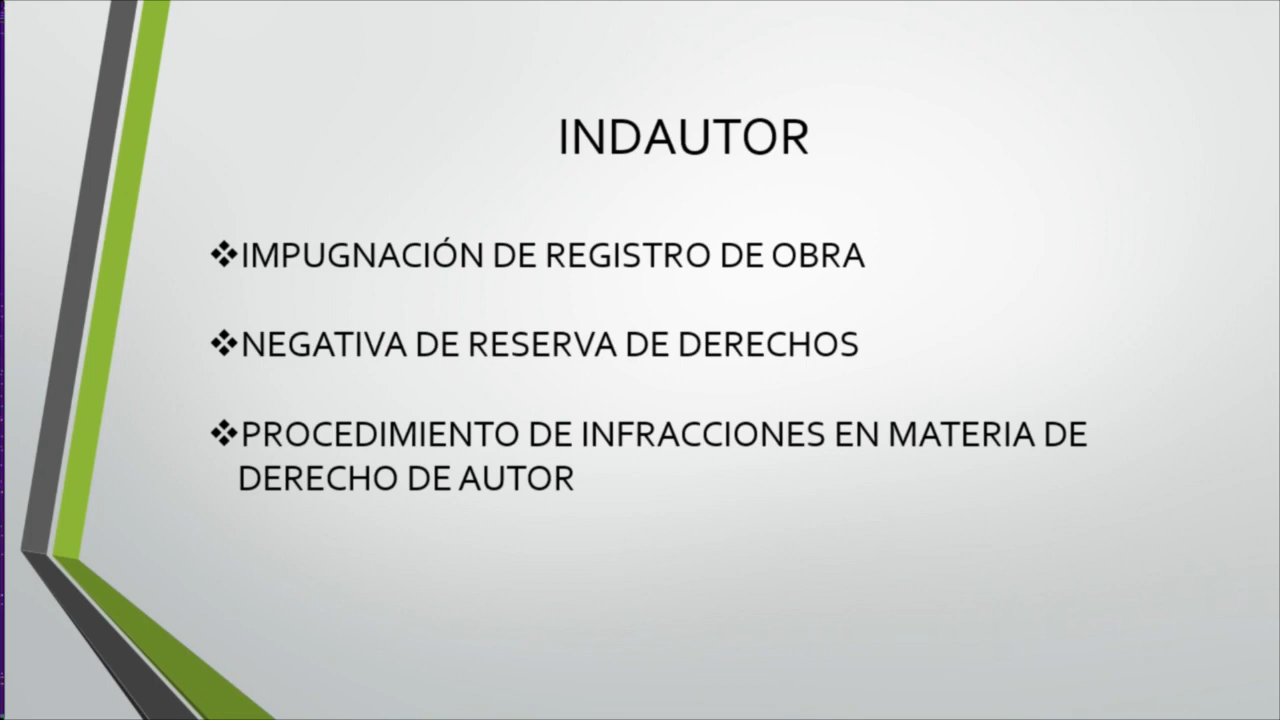 INDAUTOR
❖IMPUGNACIÓN DE REGISTRO DE OBRA
❖NEGATIVA DE RESERVA DE DERECHOS
❖PROCEDIMIENTO DE INFRACCIONES EN MATERIA DE
DERECHO DE AUTOR